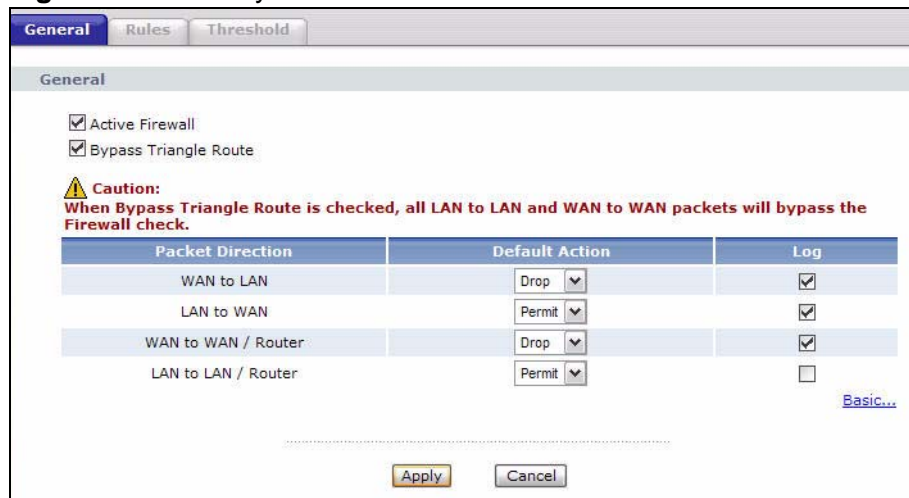 General Rules Threshold
General
Active Firewall
Bypass Triangle Route
Caution:
When Bypass Triangle Route is checked, all LAN to LAN and WAN to WAN packets will bypass the
Firewall check.
Packet Direction Default Action Log
WAN to LAN Drop
LAN to WAN Permit
WAN to WAN / Router Drop
LAN to LAN / Router Permit
Basic...
Apply Cancel